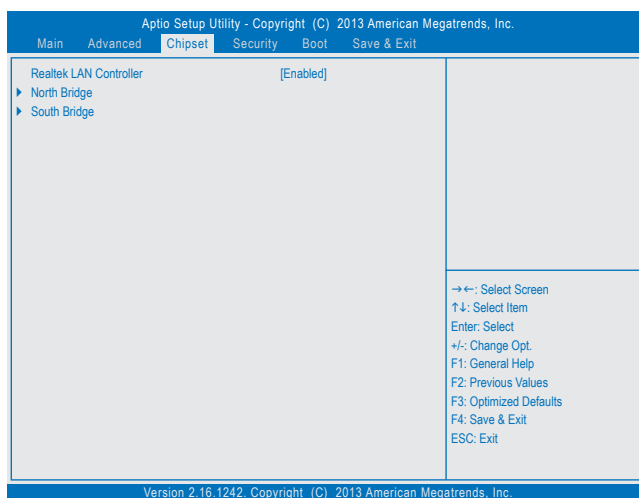 Aptio Setup Utility - Copyright (C) 2013 American Megatrends, Inc.
Main Advanced Chipset Security Boot Save & Exit
Realtek LAN Controller [Enabled]
North Bridge
South Bridge
→←: Select Screen
↑↓: Select Item
Enter: Select
+/-: Change Opt.
F1: General Help
F2: Previous Values
F3: Optimized Defaults
F4: Save & Exit
ESC: Exit
Version 2.16.1242. Copyright (C) 2013 American Megatrends, Inc.